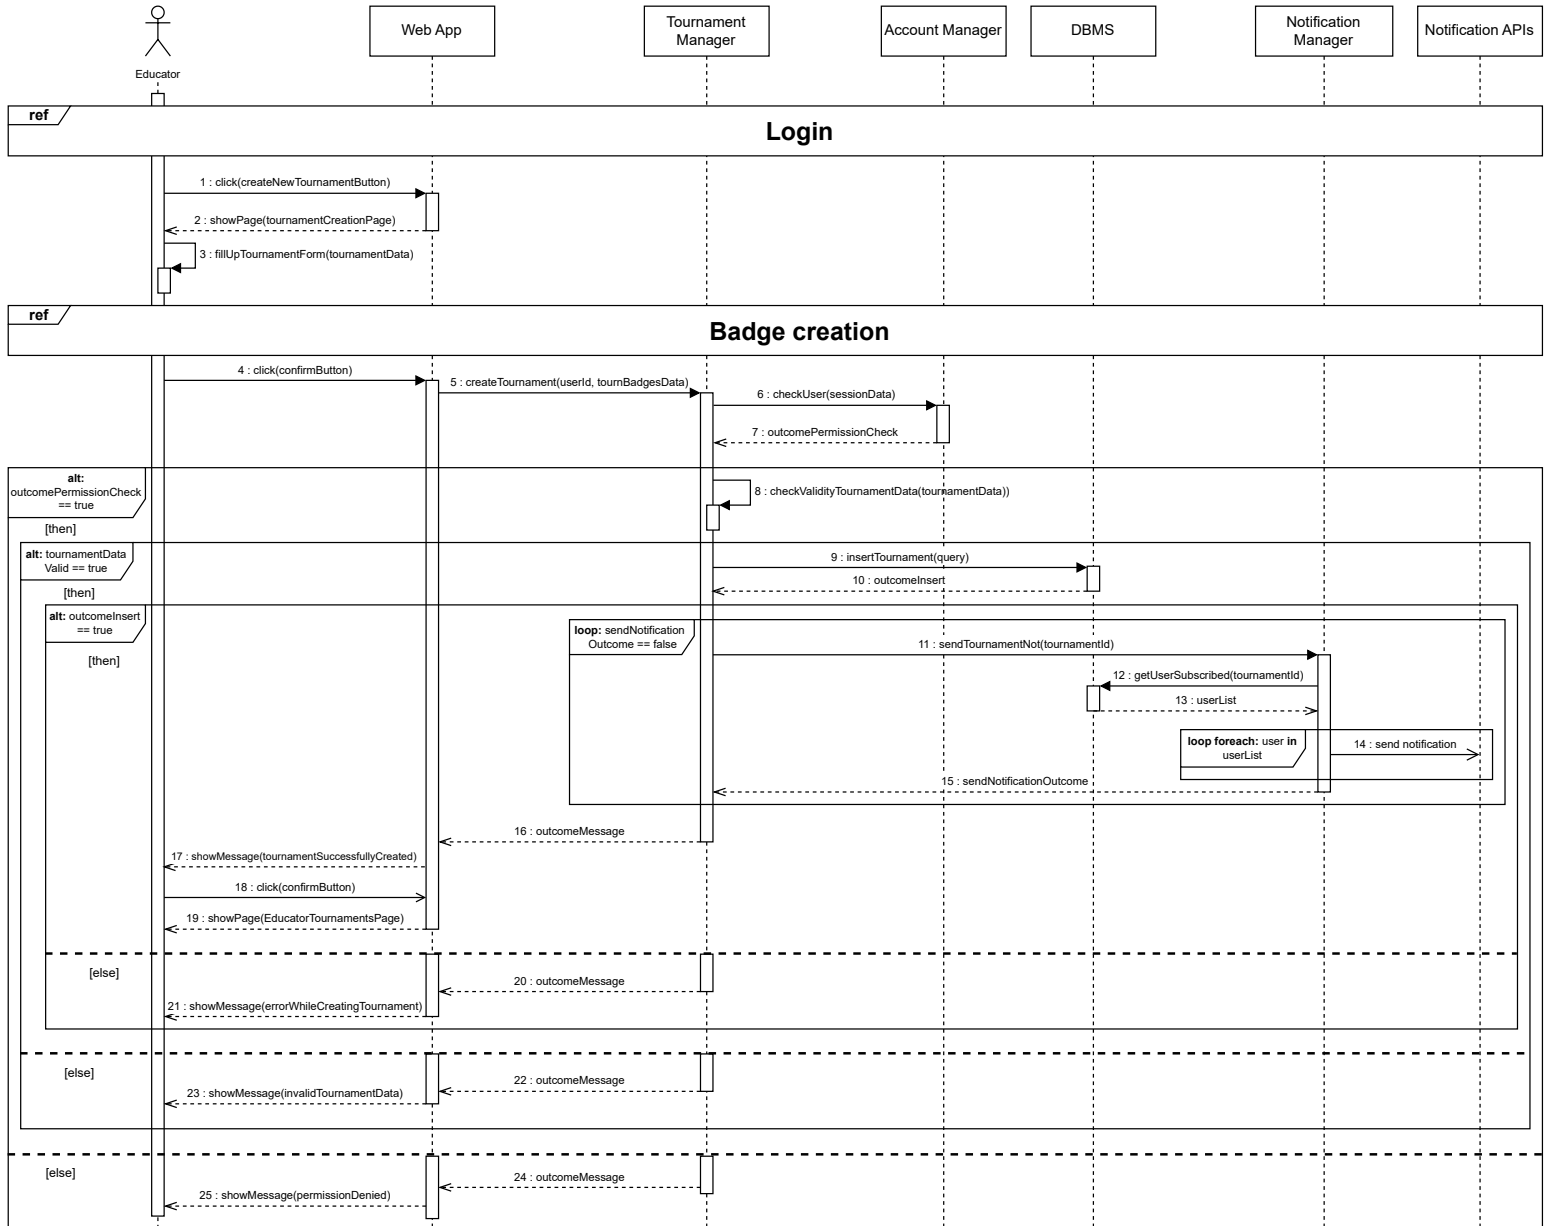 Educator
Web App
Tournament
Manager
Account Manager
DBMS
Notification
Manager
Notification APIs
ref
Login
1 : click(createNewTournamentButton)
2 : showPage(tournamentCreationPage)
3 : fillUpTournamentForm(tournamentData)
ref
Badge creation
4 : click(confirmButton)
5 : createTournament(userId, tournBadgesData)
6 : checkUser(sessionData)
7 : outcomePermissionCheck
alt:
outcomePermissionCheck
== true
[then]
8 : checkValidityTournamentData(tournamentData))
alt: tournamentData
Valid == true
[then]
9 : insertTournament(query)
10 : outcomeInsert
alt: outcomeInsert
== true
[then]
loop: sendNotification
Outcome == false
11 : sendTournamentNot(tournamentId)
12 : getUserSubscribed(tournamentId)
13 : userList
loop foreach: user in
userList
14 : send notification
15 : sendNotificationOutcome
16 : outcomeMessage
17 : showMessage(tournamentSuccessfullyCreated)
18 : click(confirmButton)
19 : showPage(EducatorTournamentsPage)
[else]
20 : outcomeMessage
21 : showMessage(errorWhileCreatingTournament)
[else]
22 : outcomeMessage
23 : showMessage(invalidTournamentData)
[else]
24 : outcomeMessage
25 : showMessage(permissionDenied)